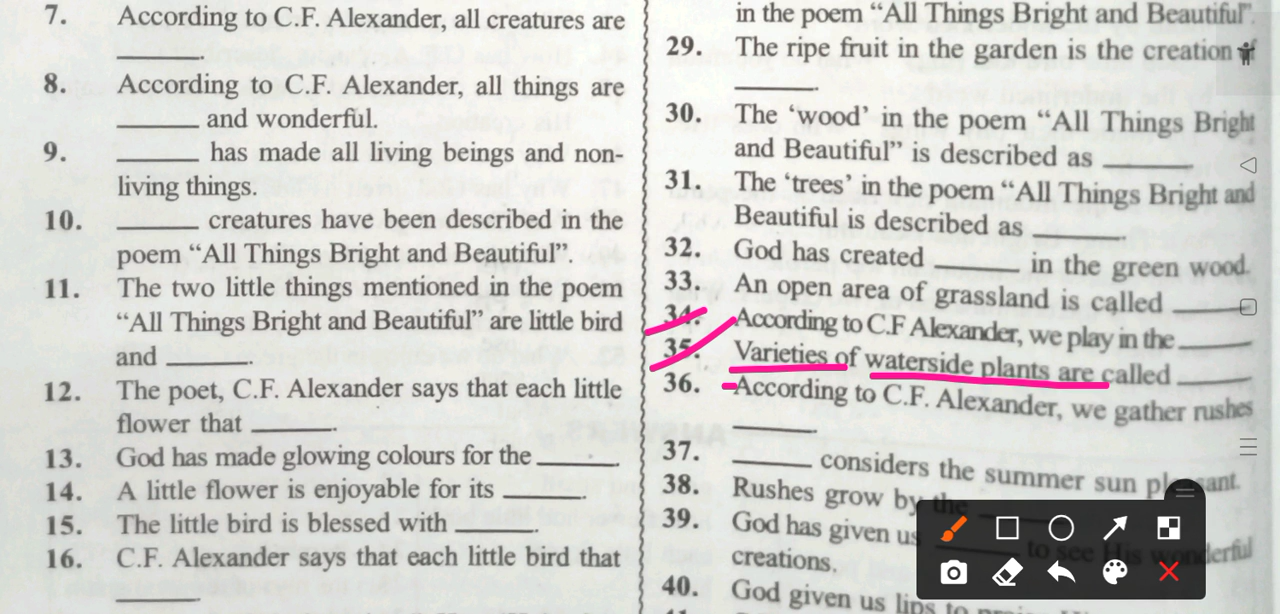 7. According to C.F. Alexander, all creatures are
8. According to C.F. Alexander, all things are
______ and wonderful.
9. ______ has made all living beings and non-
living things.
10. ______ creatures have been described in the
poem “All Things Bright and Beautiful”.
11. The two little things mentioned in the poem
“All Things Bright and Beautiful” are little bird
and ______.
12. The poet, C.F. Alexander says that each little
flower that ______.
13. God has made glowing colours for the ______.
14. A little flower is enjoyable for its ______.
15. The little bird is blessed with ______.
16. C.F. Alexander says that each little bird that
______.
in the poem “All Things Bright and Beautiful”.
29. The ripe fruit in the garden is the creation
______.
30. The ‘wood’ in the poem “All Things Bright
and Beautiful” is described as ______
31. The ‘trees’ in the poem “All Things Bright and
Beautiful is described as ______
32. God has created ______ in the green wood.
33. An open area of grassland is called ______
34. According to C.F Alexander, we play in the ______
35. Varieties of waterside plants are called ______
36. According to C.F. Alexander, we gather rushes
______.
37. ______ considers the summer sun pleasant.
38. Rushes grow by the ______
39. God has given us ______ to see His wonderful
creations.
40. God given us lips to